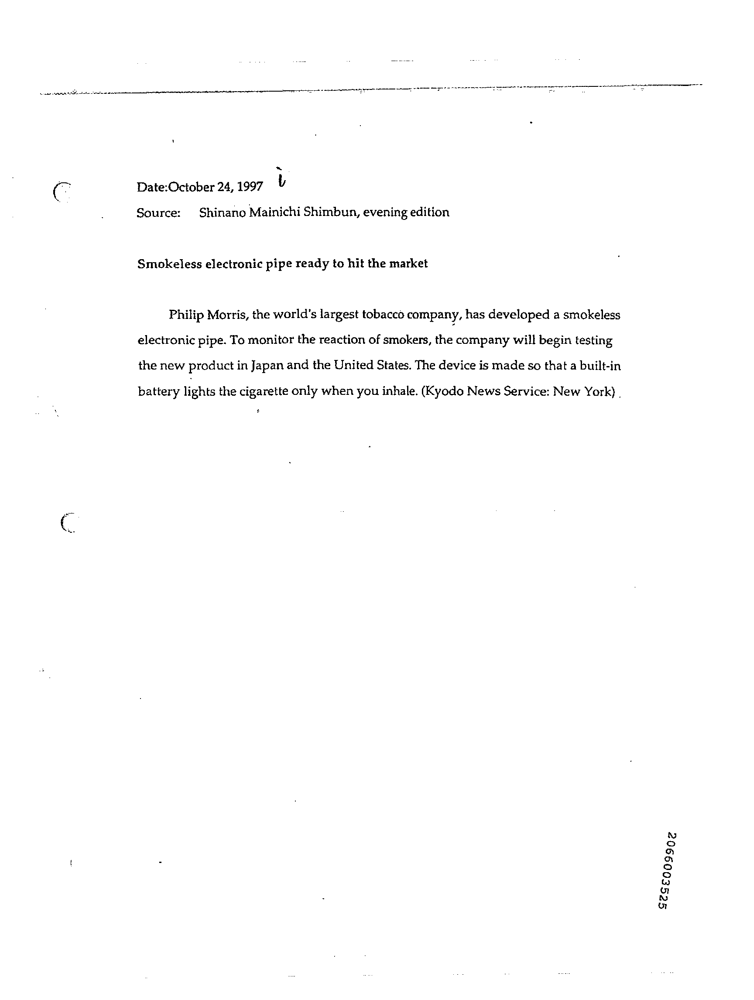 Date:October 24, 1997
Source: Shinano Mainichi Shimbun, evening edition
Smokeless electronic pipe ready to hit the market
Philip Morris, the world's largest tobacco company, has developed a smokeless
electronic pipe. To monitor the reaction of smokers, the company will begin testing
the new product in Japan and the United States. The device is made so that a built-in
battery lights the cigarette only when you inhale. (Kyodo News Service: New York)
2066003525